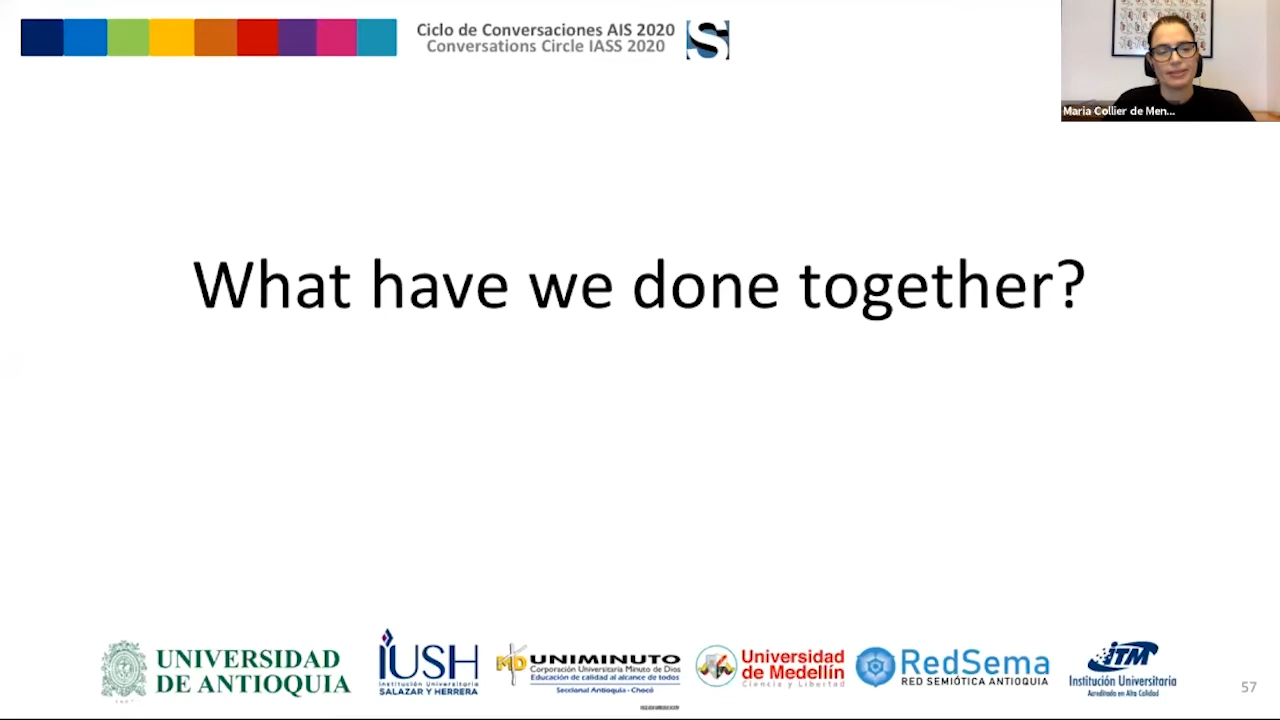 Ciclo de Conversaciones AIS 2020
Conversations Circle IASS 2020
S
Maria Collier de Men...
What have we done together?
UNIVERSIDAD
DE ANTIOQUIA
IUSH
Institución Universitaria
SALAZAR Y HERRERA
MD UNIMINUTO
Corporación Universitaria Minuto de Dios
Educación de calidad al alcance de todos
Seccional Antioquia - Chocó
Universidad
de Medellín
Ciencia y Libertad
RedSema
RED SEMIÓTICA ANTIOQUIA
iTM
Institución Universitaria
Acreditada en Alta Calidad
57